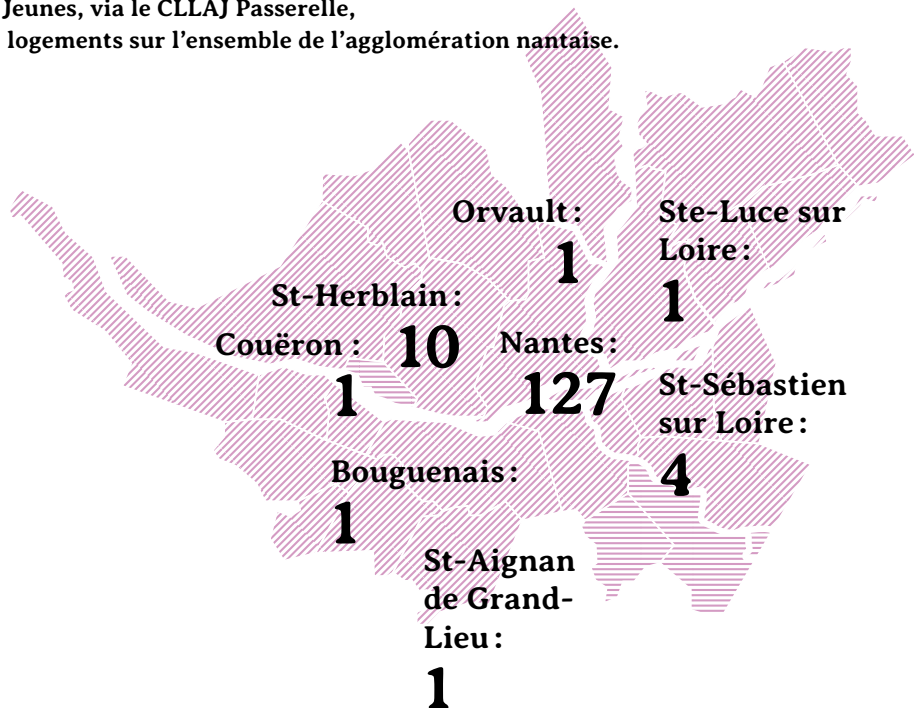 Jeunes, via le CLLAJ Passerelle,
logements sur l’ensemble de l’agglomération nantaise.
Orvault :
1
Ste-Luce sur
Loire :
1
St-Herblain :
10
Couëron :
1
Nantes :
127
St-Sébastien
sur Loire :
4
Bouguenais :
1
St-Aignan
de Grand-
Lieu :
1